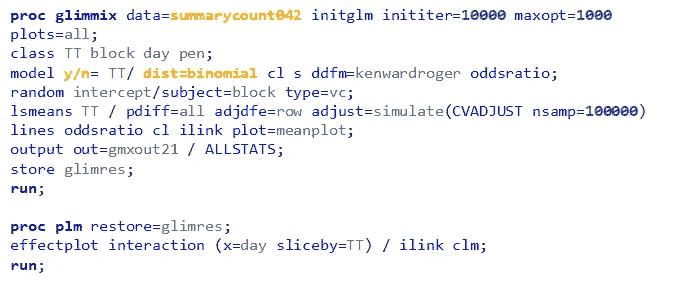 proc glimmix data=summarycount042 initglm inititer=10000 maxopt=1000
plots=all;
class TT block day pen;
model y/n= TT/ dist=binomial cl s ddfm=kenwardroger oddsratio;
random intercept/subject=block type=vc;
lsmeans TT / pdiff=all adjdfe=row adjust=simulate(CVADJUST nsamp=100000)
lines oddsratio cl ilink plot=meanplot;
output out=gmxout21 / ALLSTATS;
store glimres;
run;
proc plm restore=glimres;
effectplot interaction (x=day sliceby=TT) / ilink clm;
run;